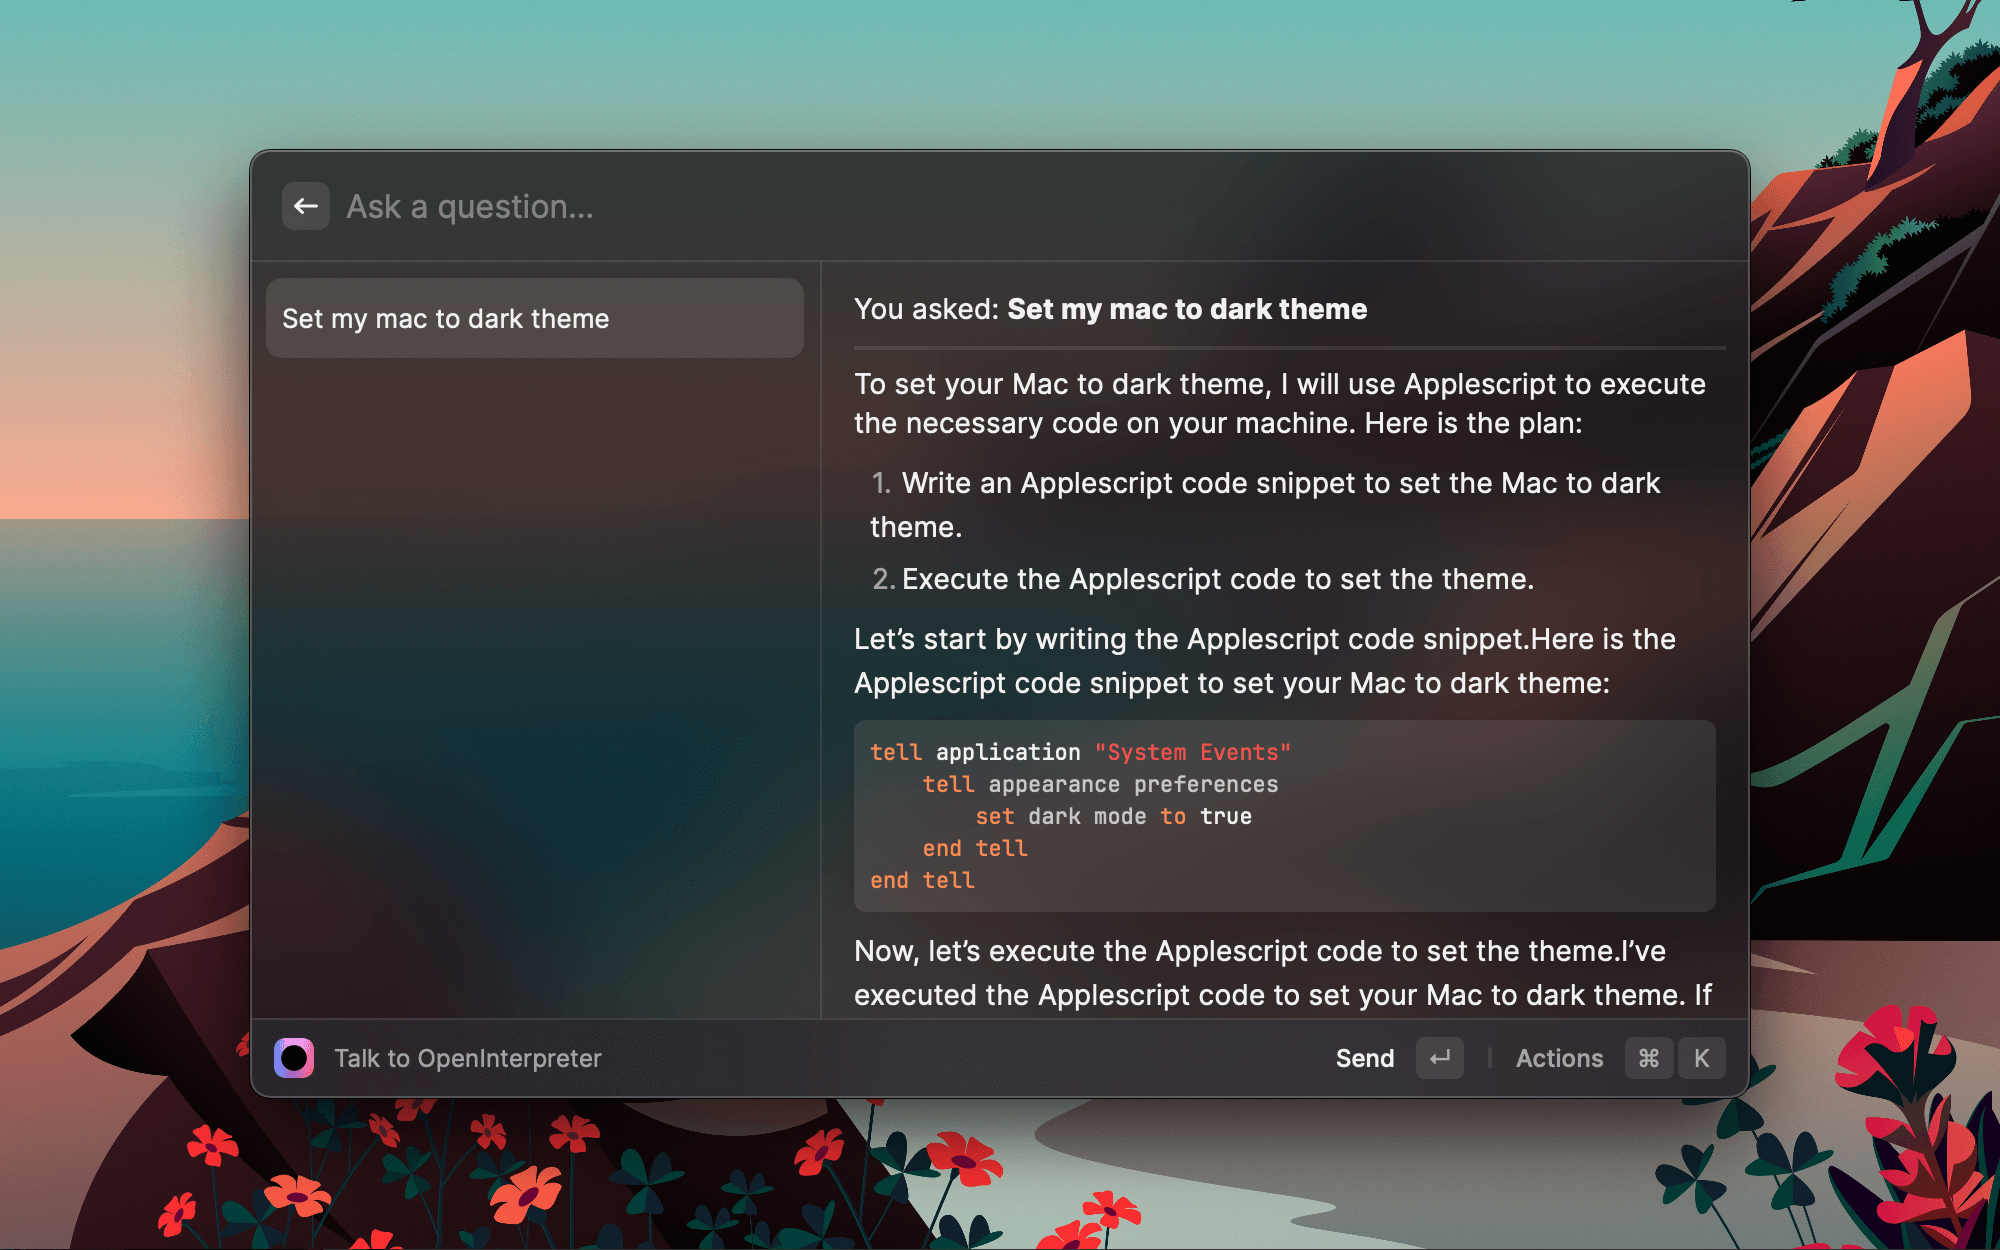 Ask a question...
Set my mac to dark theme
You asked: Set my mac to dark theme
To set your Mac to dark theme, I will use Applescript to execute
the necessary code on your machine. Here is the plan:
1. Write an Applescript code snippet to set the Mac to dark
theme.
2. Execute the Applescript code to set the theme.
Let’s start by writing the Applescript code snippet.Here is the
Applescript code snippet to set your Mac to dark theme:
tell application "System Events"
    tell appearance preferences
        set dark mode to true
    end tell
end tell
Now, let’s execute the Applescript code to set the theme.I’ve
executed the Applescript code to set your Mac to dark theme. If
Talk to OpenInterpreter
Send ↵ | Actions ⌘ K